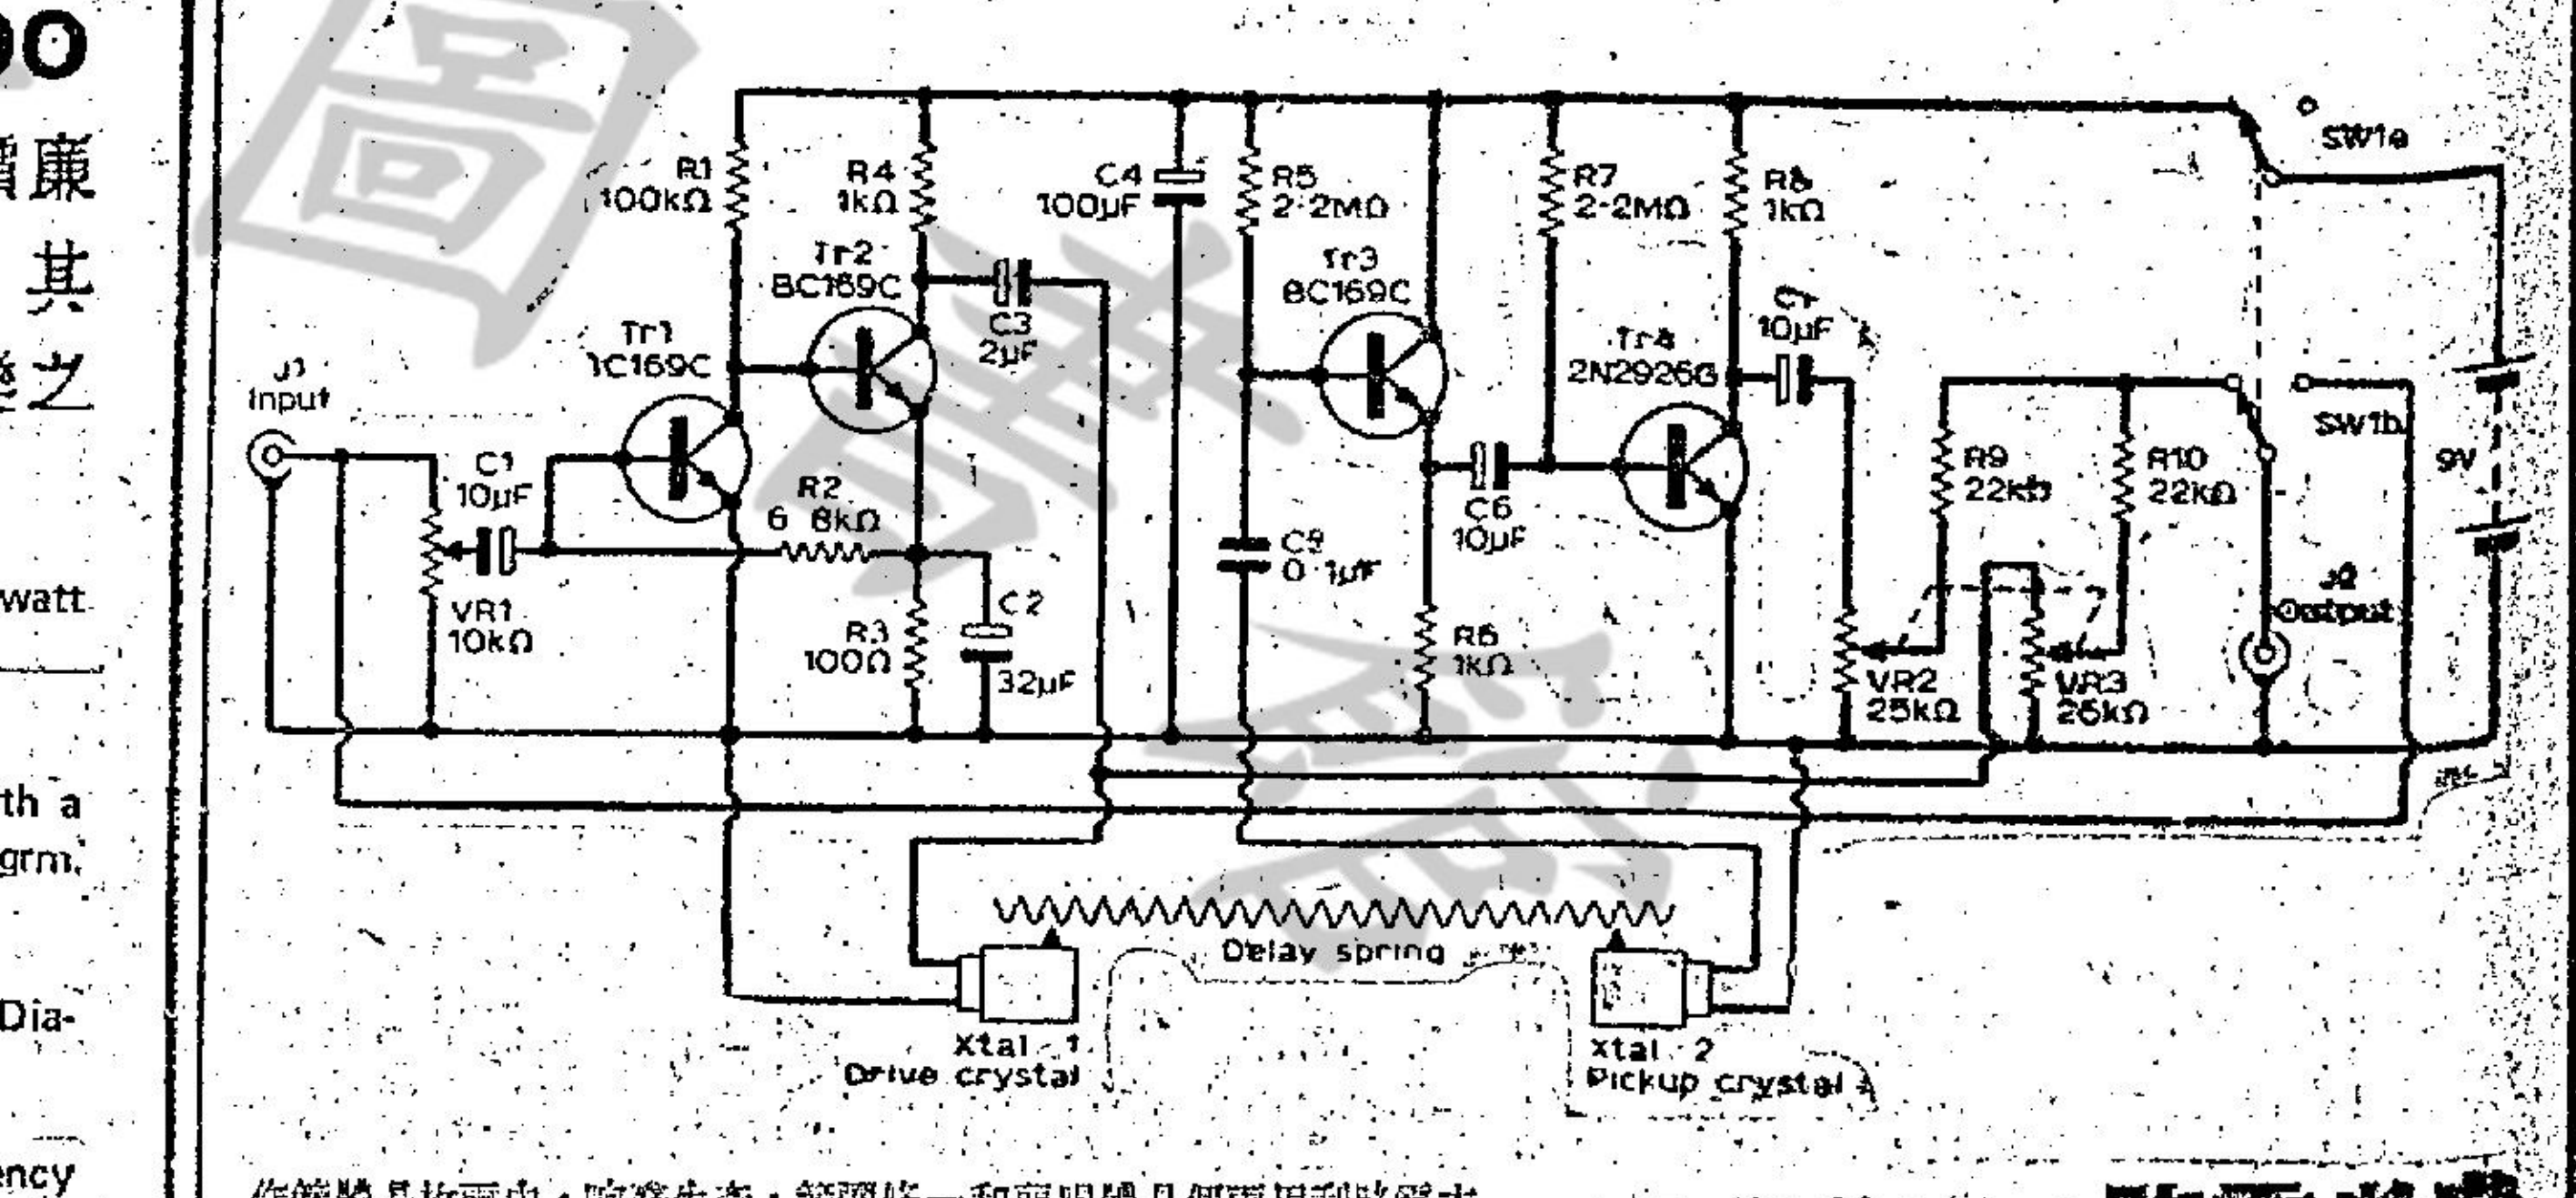 00
廉
其
之
watt
th a
grm.
Dia-
ency
R1
100kΩ
R4
1kΩ
C4
100µF
R5
2·2MΩ
R7
2·2MΩ
R8
1kΩ
SW1a
Tr2
BC169C
C3
2µF
Tr3
BC169C
Tr4
2N2926G
C7
10µF
Tr1
J1
Input
C1
10µF
R2
6 8kΩ
VR1
10kΩ
R3
100Ω
C2
32µF
0·1µF
C6
10µF
R6
1kΩ
SW1b
9V
R9
22kΩ
R10
22kΩ
J2
Output
VR2
25kΩ
VR3
25kΩ
Delay spring
Xtal 1
Drive crystal
Xtal 2
Pickup crystal